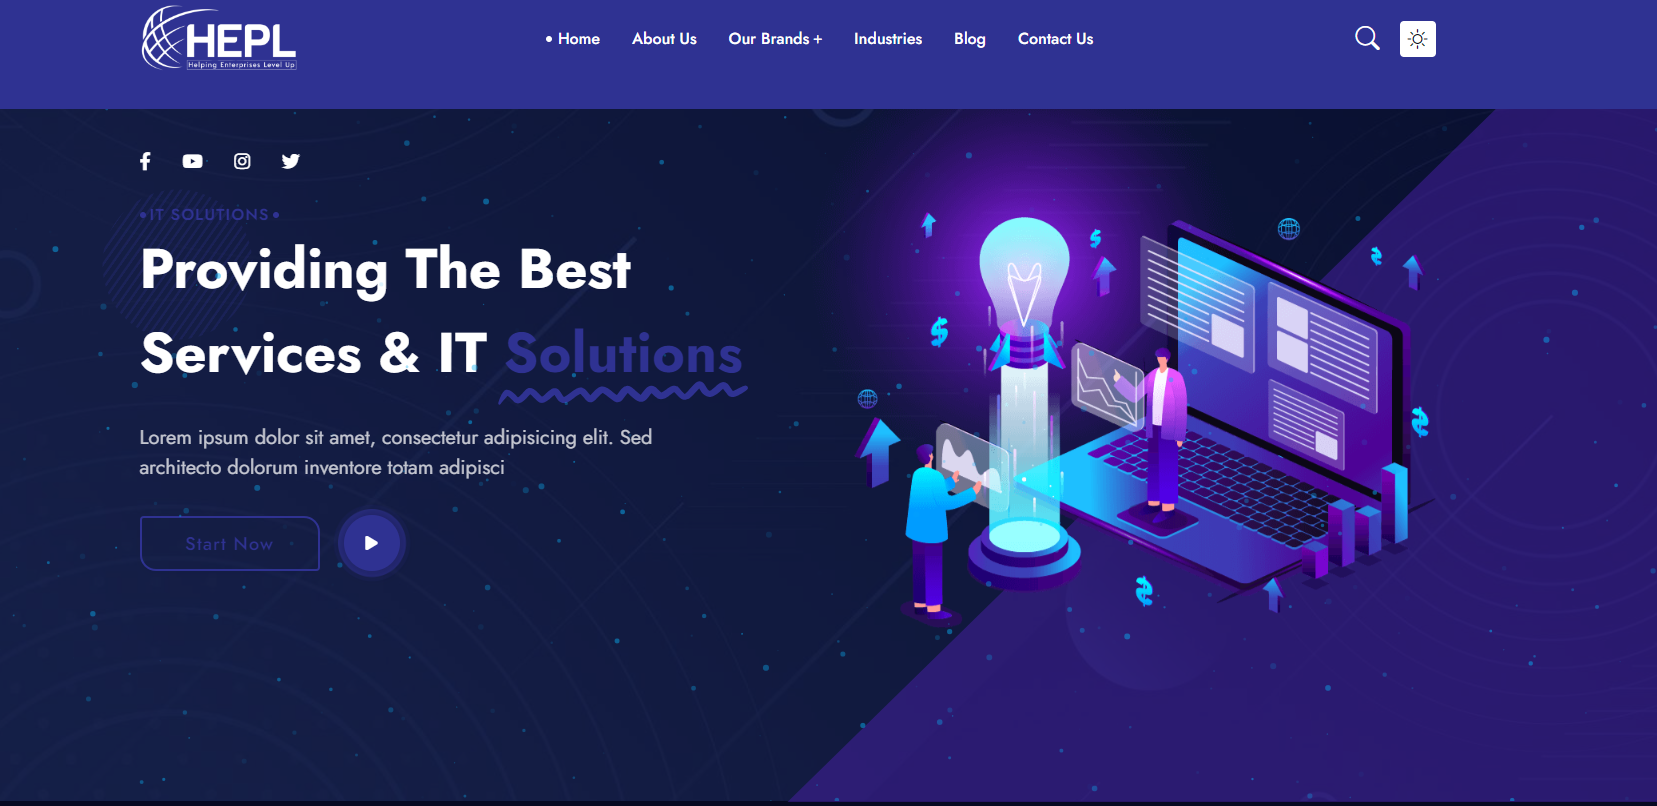 HEPL
Helping Enterprises Level Up
Home About Us Our Brands + Industries Blog Contact Us
IT SOLUTIONS
Providing The Best
Services & IT Solutions
Lorem ipsum dolor sit amet, consectetur adipisicing elit. Sed
architecto dolorum inventore totam adipisci
Start Now